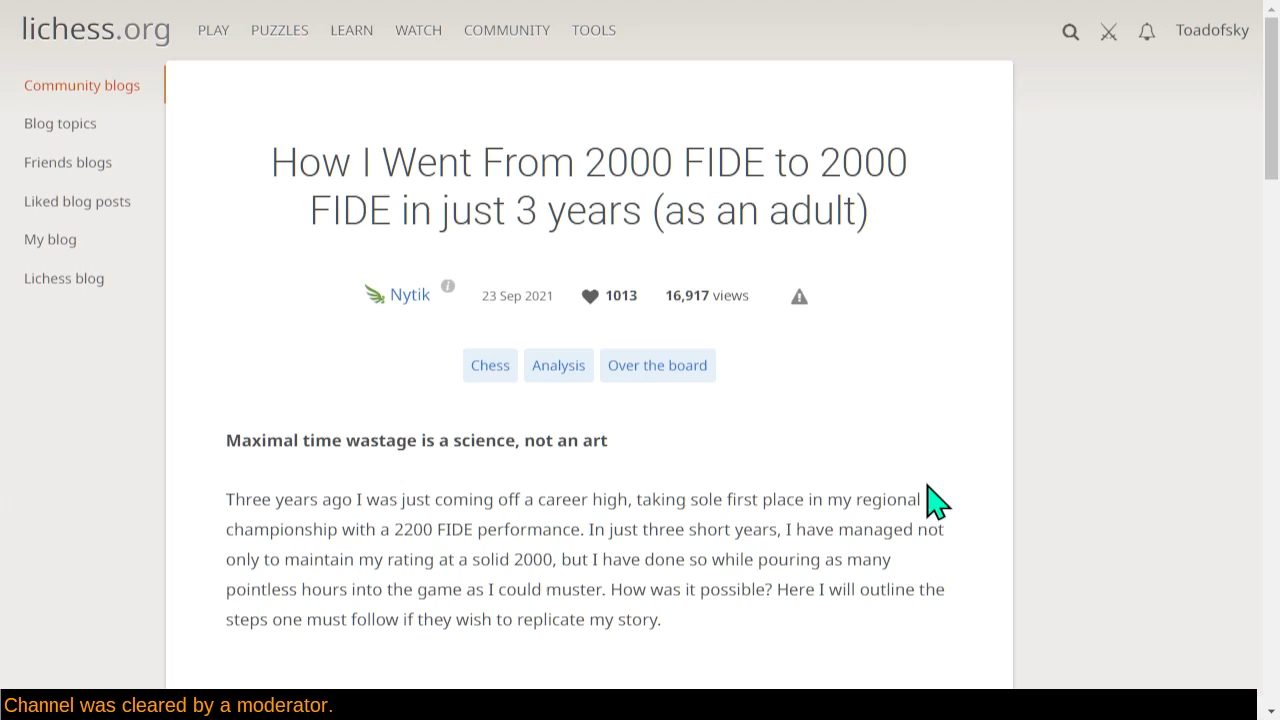 lichess.org PLAY PUZZLES LEARN WATCH COMMUNITY TOOLS Toadofsky
Community blogs
Blog topics
Friends blogs
Liked blog posts
My blog
Lichess blog
How I Went From 2000 FIDE to 2000
FIDE in just 3 years (as an adult)
Nytik 23 Sep 2021 1013 16,917 views
Chess Analysis Over the board
Maximal time wastage is a science, not an art
Three years ago I was just coming off a career high, taking sole first place in my regional
championship with a 2200 FIDE performance. In just three short years, I have managed not
only to maintain my rating at a solid 2000, but I have done so while pouring as many
pointless hours into the game as I could muster. How was it possible? Here I will outline the
steps one must follow if they wish to replicate my story.
Channel was cleared by a moderator.